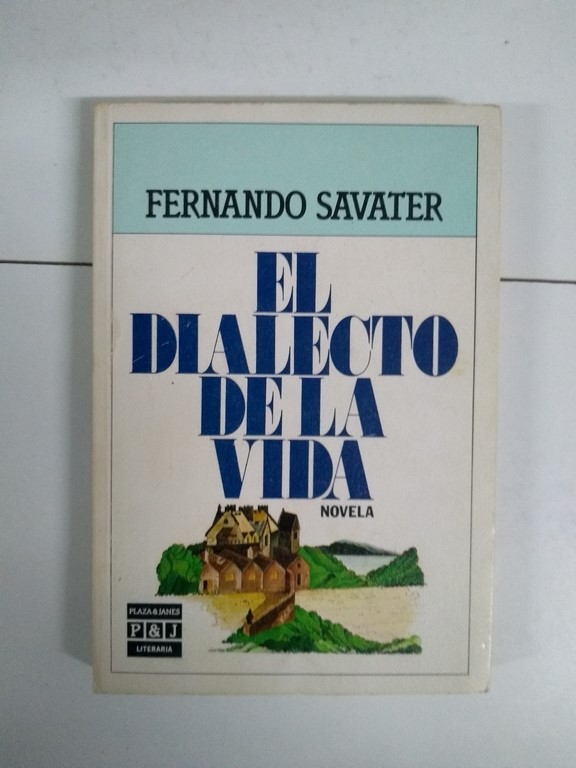 FERNANDO SAVATER
EL
DIALECTO
DE LA
VIDA
NOVELA
PLAZA & JANES
P & J
LITERARIA